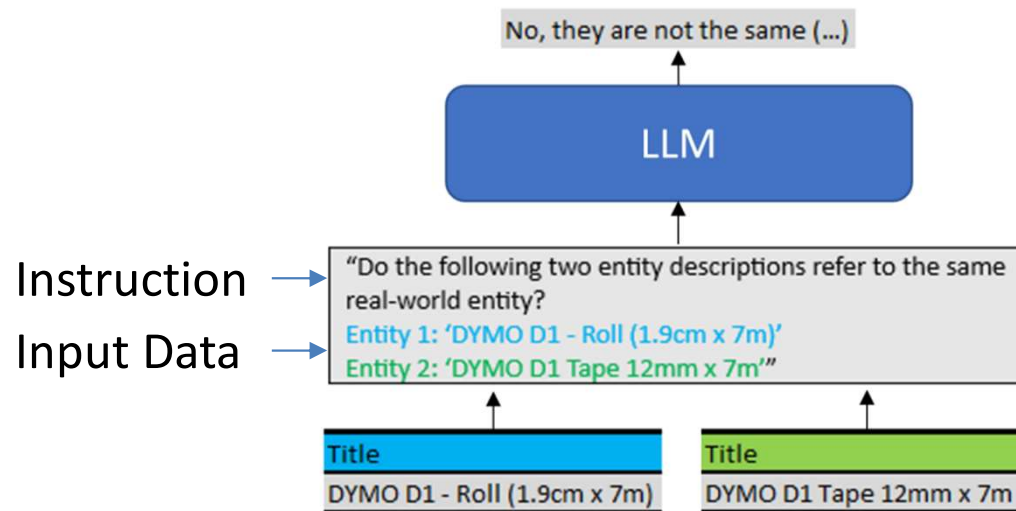 No, they are not the same (...)
LLM
Instruction
“Do the following two entity descriptions refer to the same
real-world entity?
Input Data
Entity 1: ‘DYMO D1 - Roll (1.9cm x 7m)’
Entity 2: ‘DYMO D1 Tape 12mm x 7m’”
Title
DYMO D1 - Roll (1.9cm x 7m)
Title
DYMO D1 Tape 12mm x 7m